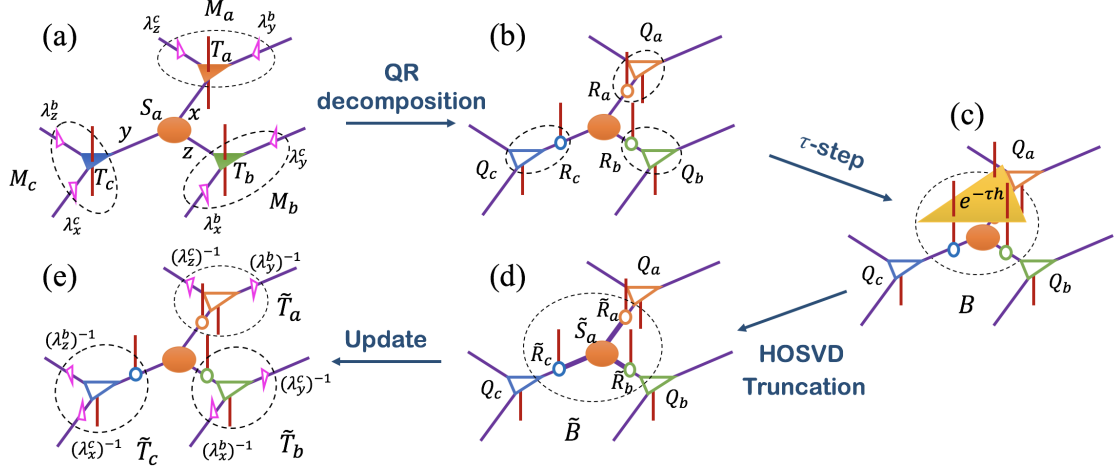 (a)
λ_z^c
M_a
λ_y^b
T_a
S_a
x
y
z
λ_z^b
M_c
T_c
λ_x^c
T_b
λ_y^c
λ_x^b
M_b
QR
decomposition
(b)
Q_a
R_a
Q_c
R_c
R_b
Q_b
τ-step
(c)
Q_a
e^{-τh}
Q_c
Q_b
B
HOSVD
Truncation
(d)
Q_a
R̃_a
S̃_a
R̃_c
R̃_b
Q_c
Q_b
B̃
Update
(e)
(λ_z^c)^{-1}
(λ_y^b)^{-1}
T̃_a
(λ_z^b)^{-1}
(λ_y^c)^{-1}
(λ_x^c)^{-1}
T̃_c
(λ_x^b)^{-1}
T̃_b